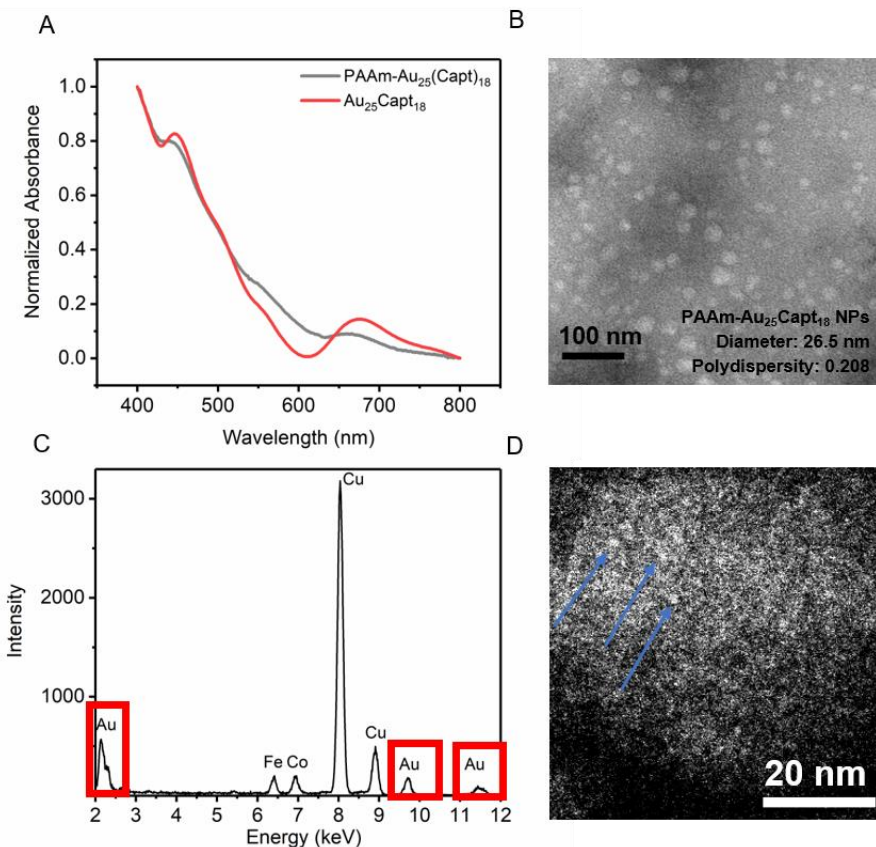 A
PAAm-Au₂₅(Capt)₁₈
Au₂₅Capt₁₈
1.0
0.8
0.6
0.4
0.2
0.0
Normalized Absorbance
400
500
600
700
800
Wavelength (nm)
B
100 nm
PAAm-Au₂₅Capt₁₈ NPs
Diameter: 26.5 nm
Polydispersity: 0.208
C
3000
2000
1000
Intensity
Au
Fe
Co
Cu
Cu
Au
Au
2
3
4
5
6
7
8
9
10
11
12
Energy (keV)
D
20 nm